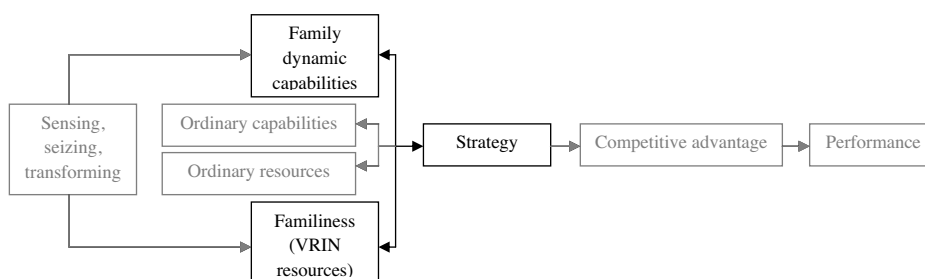 Family
dynamic
capabilities
Sensing,
seizing,
transforming
Ordinary capabilities
Ordinary resources
Strategy
Competitive advantage
Performance
Familiness
(VRIN
resources)